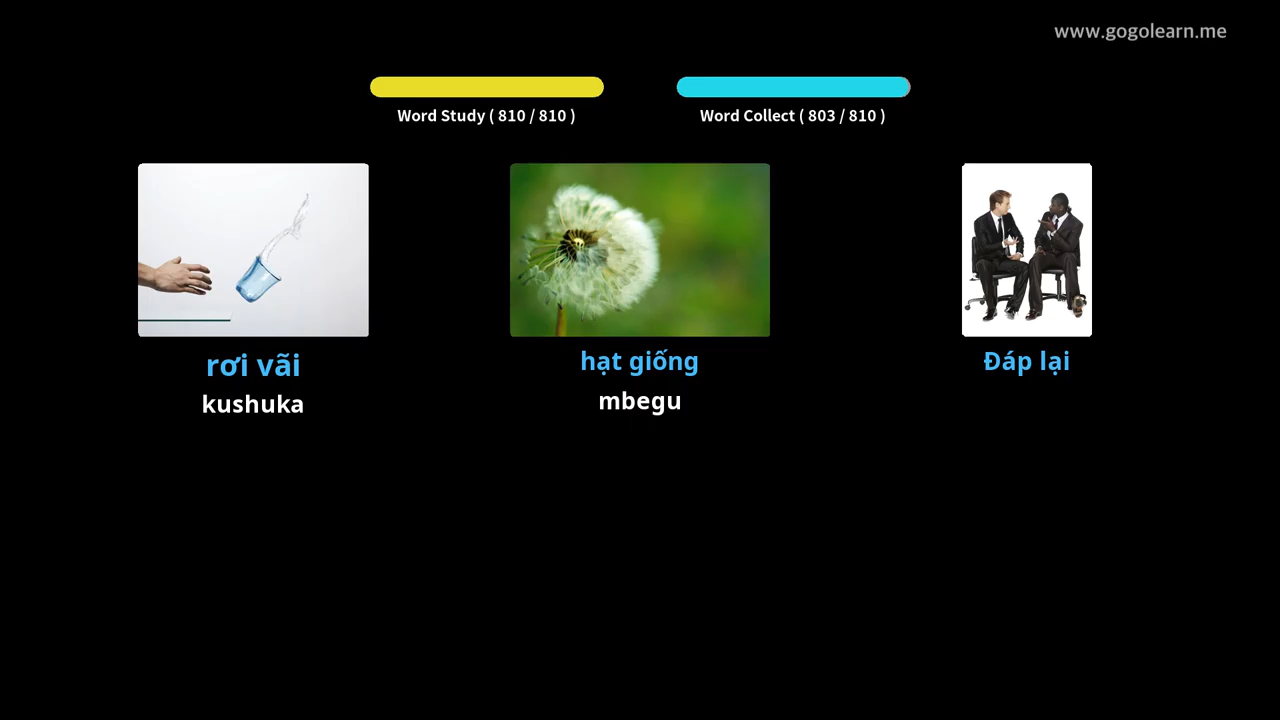 www.gogolearn.me
Word Study ( 810 / 810 )
Word Collect ( 803 / 810 )
rơi vãi
kushuka
hạt giống
mbegu
Đáp lại